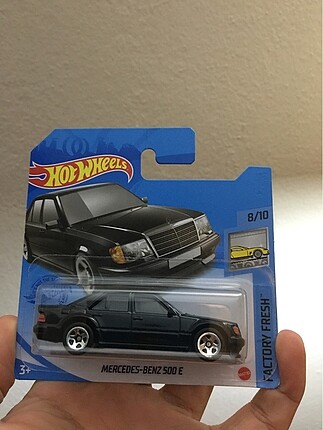 HOT WHEELS
8/10
FACTORY FRESH
MERCEDES-BENZ 500 E
3+